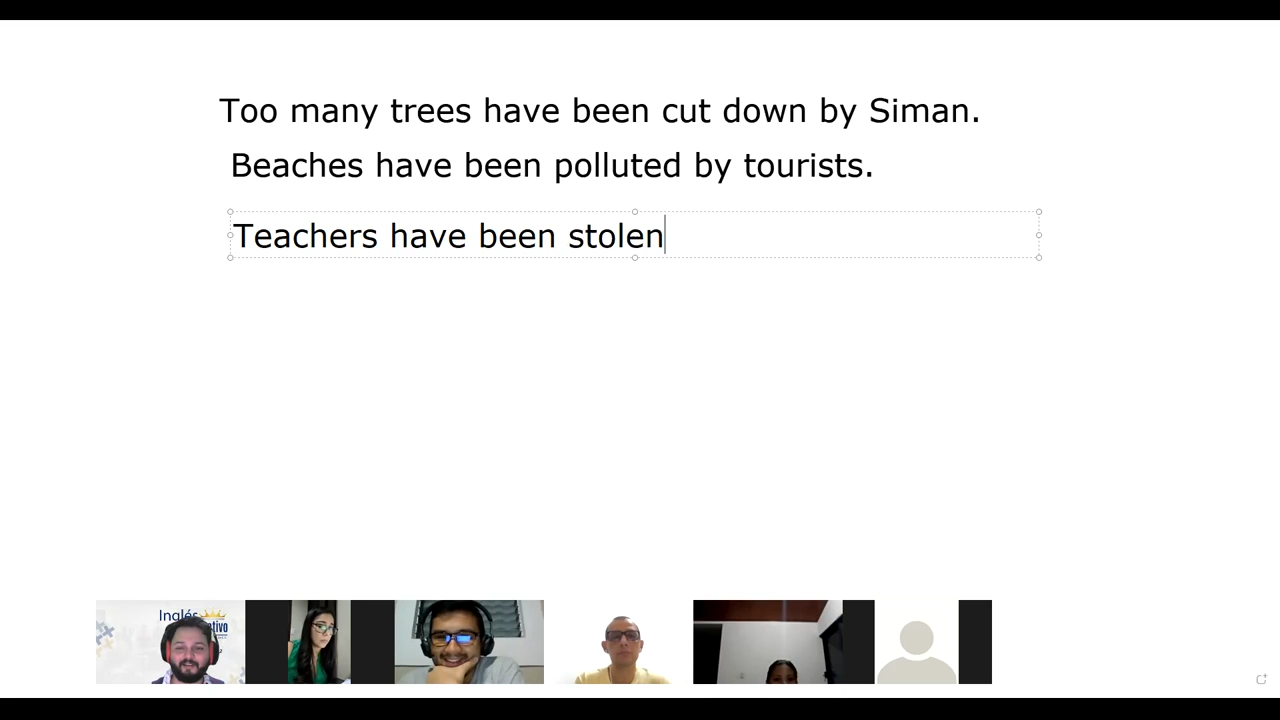 Too many trees have been cut down by Siman.
Beaches have been polluted by tourists.
Teachers have been stolen
Inglés